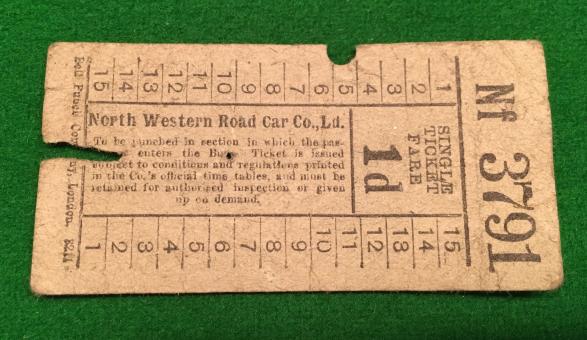 15 14 13 12 11 10 9 8 7 6 5 4 3 2 1
North Western Road Car Co., Ld.
To be punched in section in which the pas-
enters the Bus. Ticket is issued
subject to conditions and regulations printed
in the Co.'s official time tables, and must be
retained for authorised inspection or given
up on demand.
SINGLE
TICKET
FARE
1d
1 2 3 4 5 6 7 8 9 10 11 12 13 14 15
Nf 3791
Bell Punch Company, London.